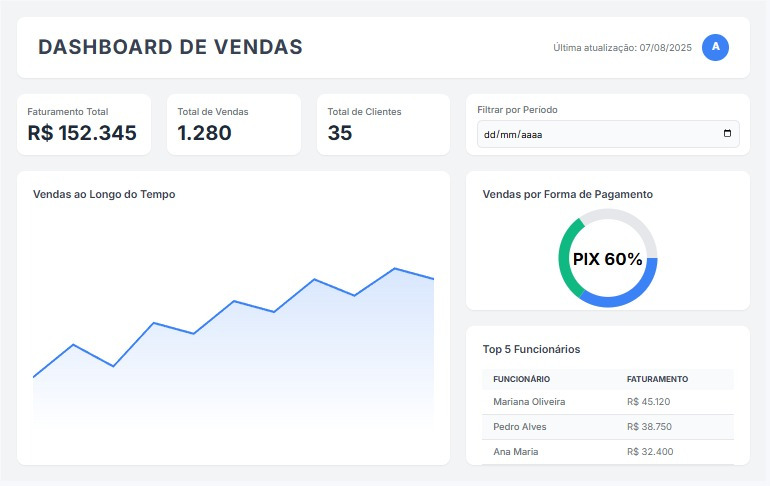 DASHBOARD DE VENDAS
Última atualização: 07/08/2025
A
Faturamento Total
R$ 152.345
Total de Vendas
1.280
Total de Clientes
35
Filtrar por Período
dd/mm/aaaa
Vendas ao Longo do Tempo
Vendas por Forma de Pagamento
PIX 60%
Top 5 Funcionários
FUNCIONÁRIO FATURAMENTO
Mariana Oliveira R$ 45.120
Pedro Alves R$ 38.750
Ana Maria R$ 32.400